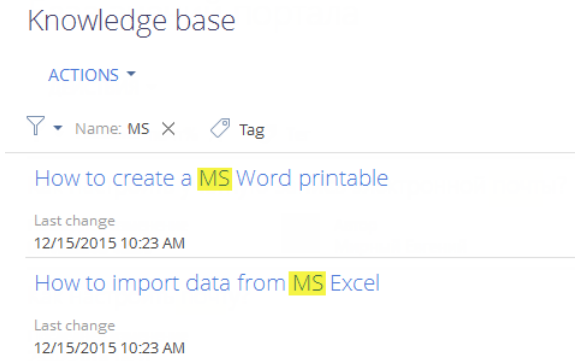 Knowledge base
ACTIONS
Name: MS Tag
How to create a MS Word printable
Last change
12/15/2015 10:23 AM
How to import data from MS Excel
Last change
12/15/2015 10:23 AM